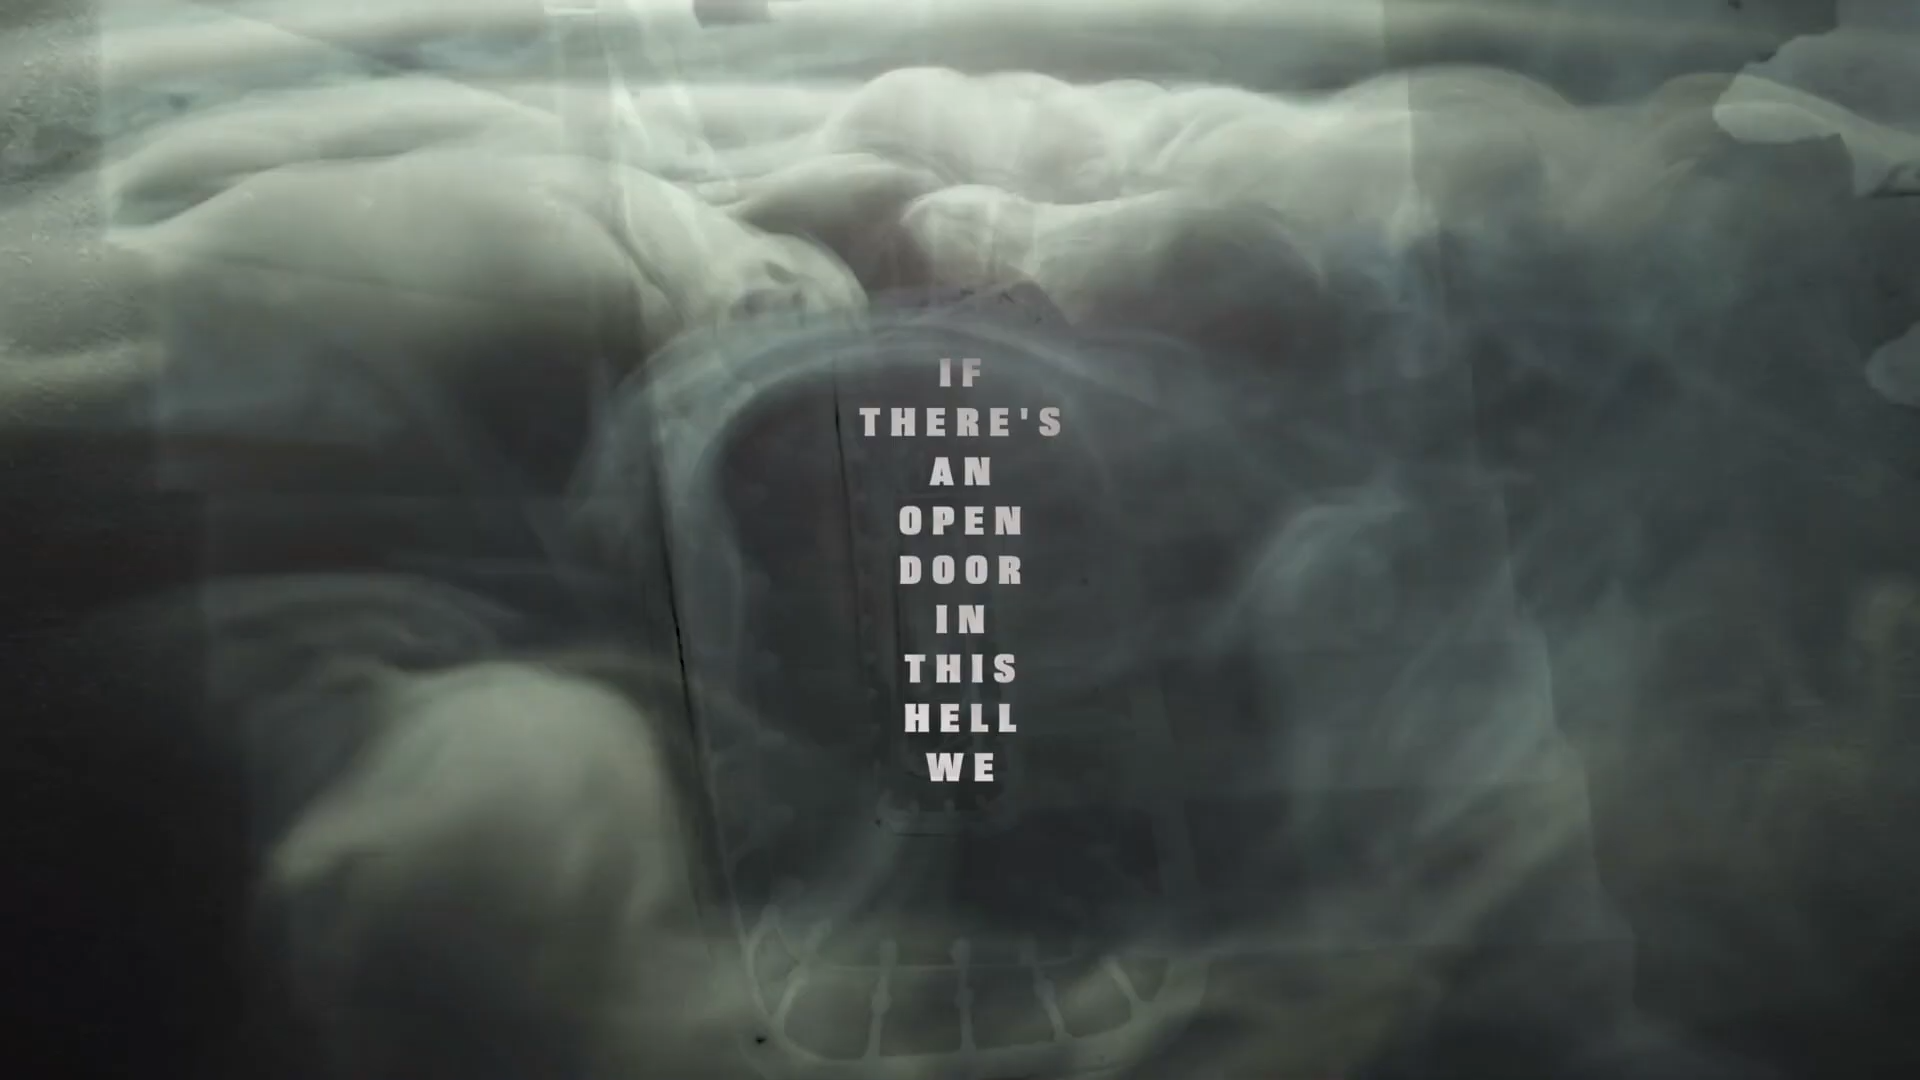 IF
THERE'S
AN
OPEN
DOOR
IN
THIS
HELL
WE